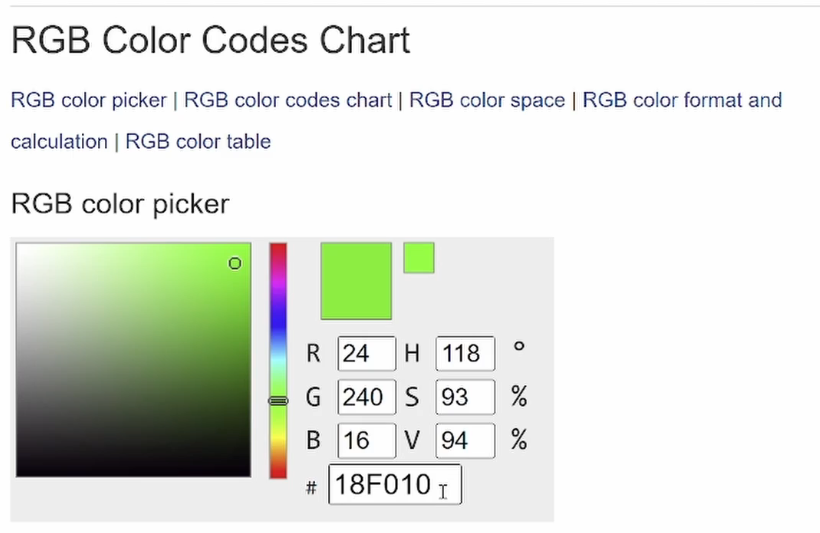 RGB Color Codes Chart
RGB color picker | RGB color codes chart | RGB color space | RGB color format and
calculation | RGB color table
RGB color picker
R 24 H 118 °
G 240 S 93 %
B 16 V 94 %
# 18F010